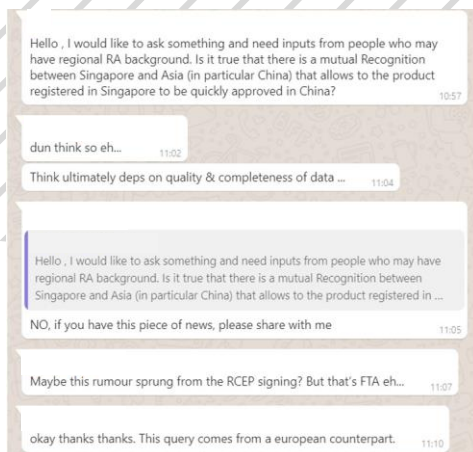 Hello , I would like to ask something and need inputs from people who may
have regional RA background. Is it true that there is a mutual Recognition
between Singapore and Asia (in particular China) that allows to the product
registered in Singapore to be quickly approved in China?
10:57
dun think so eh...
11:02
Think ultimately deps on quality & completeness of data ...
11:04
Hello , I would like to ask something and need inputs from people who may have
regional RA background. Is it true that there is a mutual Recognition between
Singapore and Asia (in particular China) that allows to the product registered in ...
NO, if you have this piece of news, please share with me
11:05
Maybe this rumour sprung from the RCEP signing? But that's FTA eh...
11:07
okay thanks thanks. This query comes from a european counterpart.
11:10